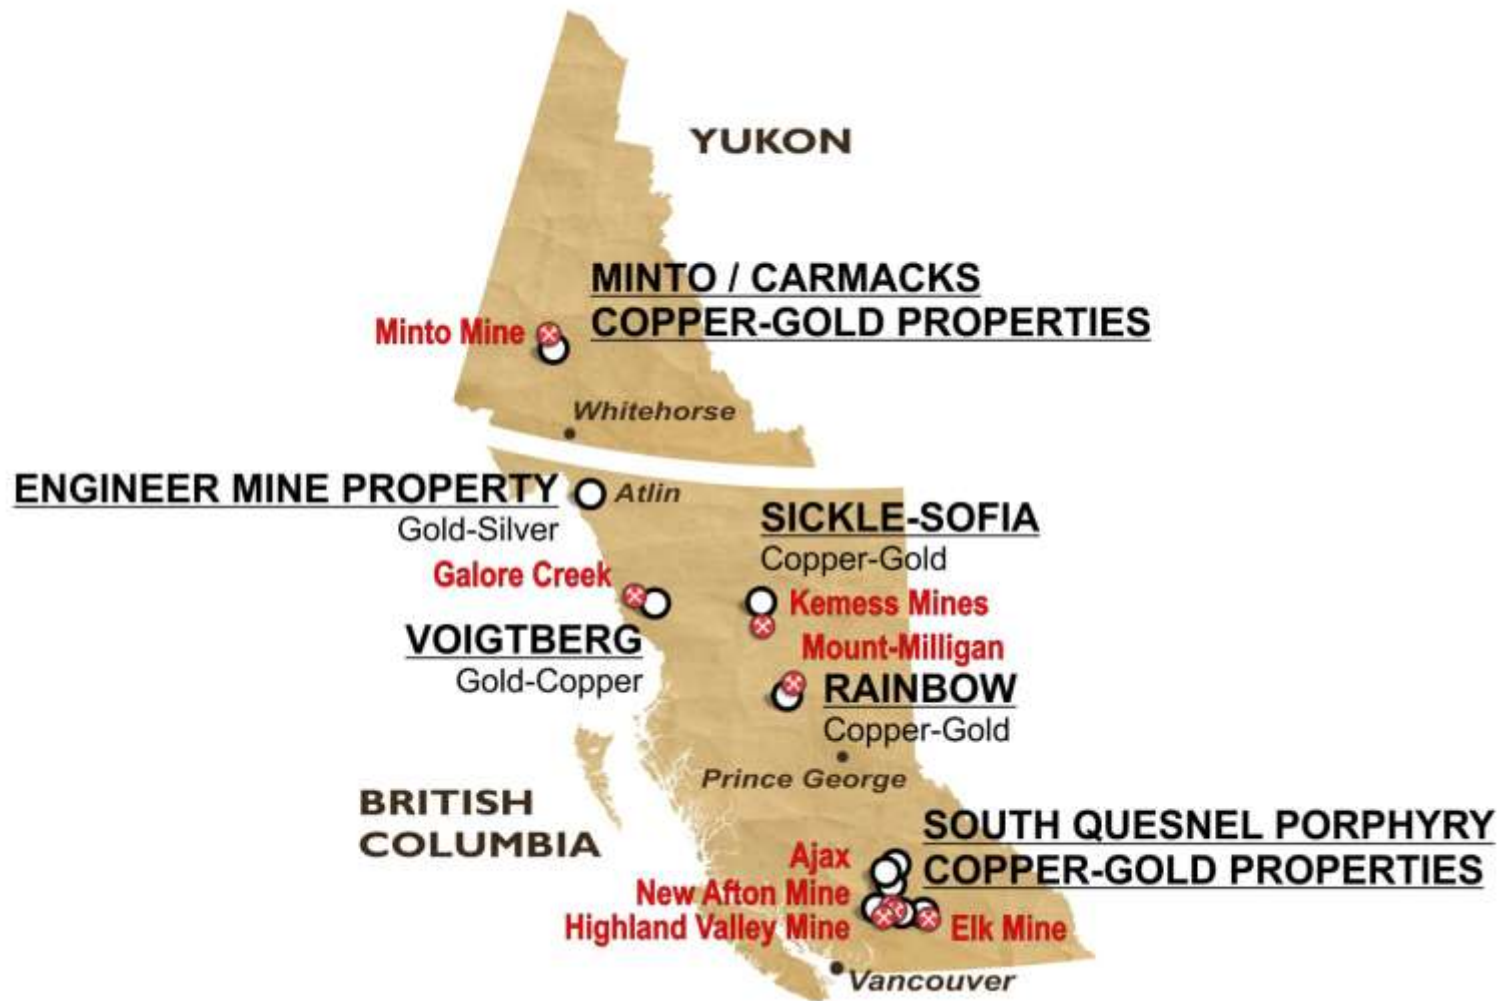 YUKON
MINTO / CARMACKS
COPPER-GOLD PROPERTIES
Minto Mine
Whitehorse
ENGINEER MINE PROPERTY
Gold-Silver
Atlin
SICKLE-SOFIA
Copper-Gold
Galore Creek
Kemess Mines
VOIGTBERG
Gold-Copper
Mount-Milligan
RAINBOW
Copper-Gold
Prince George
BRITISH
COLUMBIA
SOUTH QUESNEL PORPHYRY
COPPER-GOLD PROPERTIES
Ajax
New Afton Mine
Highland Valley Mine
Elk Mine
Vancouver